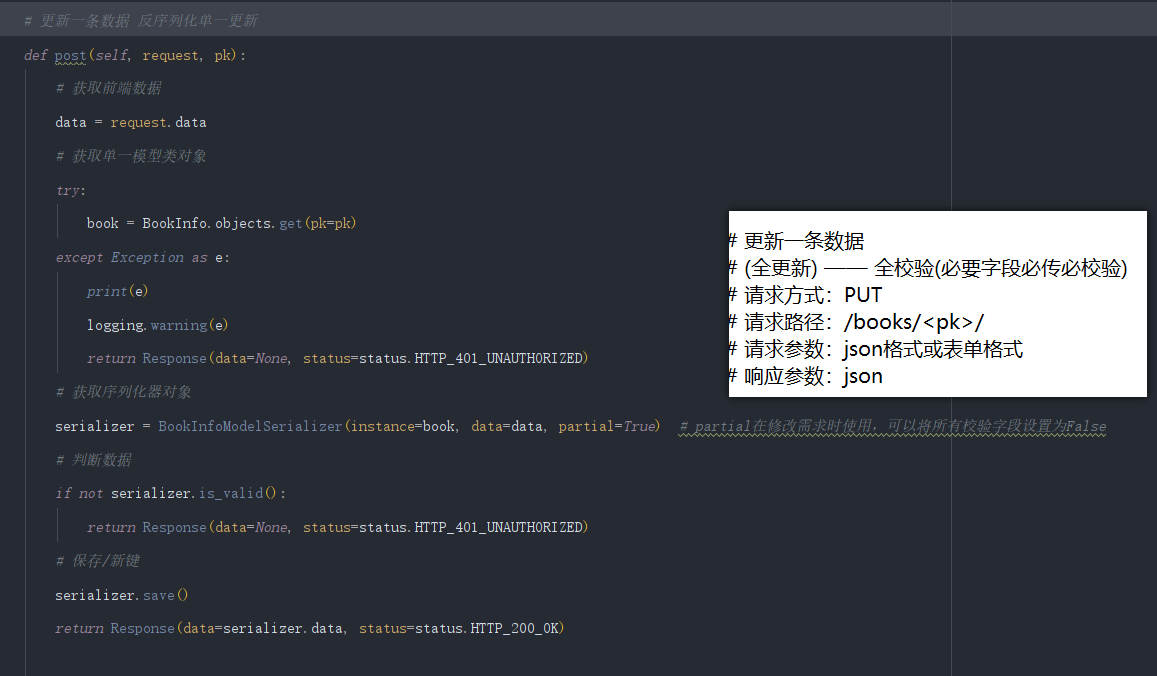 # 更新一条数据 反序列化单一更新
def post(self, request, pk):
# 获取前端数据
data = request.data
# 获取单一模型类对象
try:
book = BookInfo.objects.get(pk=pk)
except Exception as e:
print(e)
logging.warning(e)
return Response(data=None, status=status.HTTP_401_UNAUTHORIZED)
# 获取序列化器对象
serializer = BookInfoModelSerializer(instance=book, data=data, partial=True)  # partial在修改需求时使用，可以将所有校验字段设置为False
# 判断数据
if not serializer.is_valid():
return Response(data=None, status=status.HTTP_401_UNAUTHORIZED)
# 保存/新键
serializer.save()
return Response(data=serializer.data, status=status.HTTP_200_OK)
# 更新一条数据
# (全更新) —— 全校验(必要字段必传必校验)
# 请求方式：PUT
# 请求路径：/books/<pk>/
# 请求参数：json格式或表单格式
# 响应参数：json